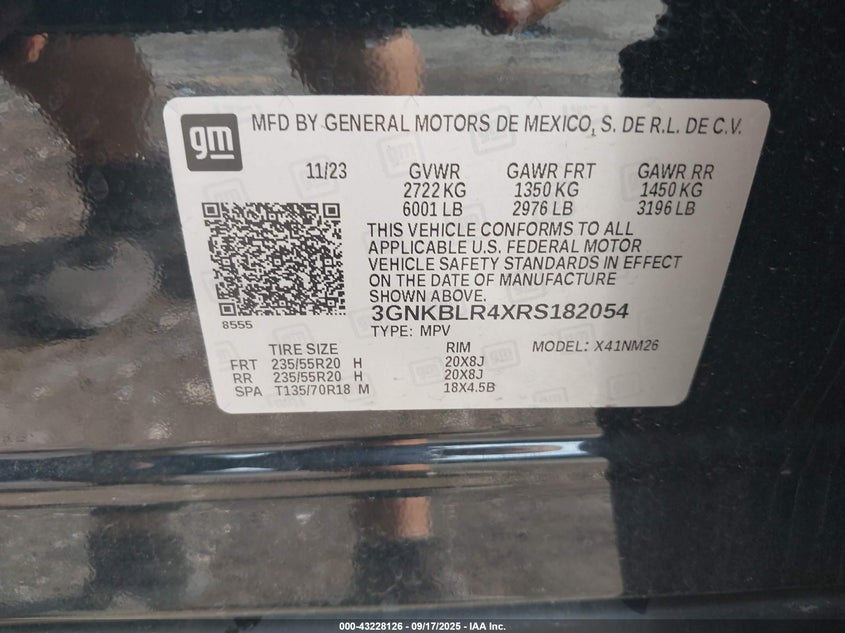 gm MFD BY GENERAL MOTORS DE MEXICO, S. DE R.L. DE C.V.
11/23 GVWR GAWR FRT GAWR RR
2722 KG 1350 KG 1450 KG
6001 LB 2976 LB 3196 LB
THIS VEHICLE CONFORMS TO ALL
APPLICABLE U.S. FEDERAL MOTOR
VEHICLE SAFETY STANDARDS IN EFFECT
ON THE DATE OF MANUFACTURE
SHOWN ABOVE.
3GNKBLR4XRS182054
8555
TYPE: MPV
TIRE SIZE RIM MODEL: X41NM26
FRT 235/55R20 H 20X8J
RR 235/55R20 H 20X8J
SPA T135/70R18 M 18X4.5B
000-43228126 - 09/17/2025 - IAA Inc.